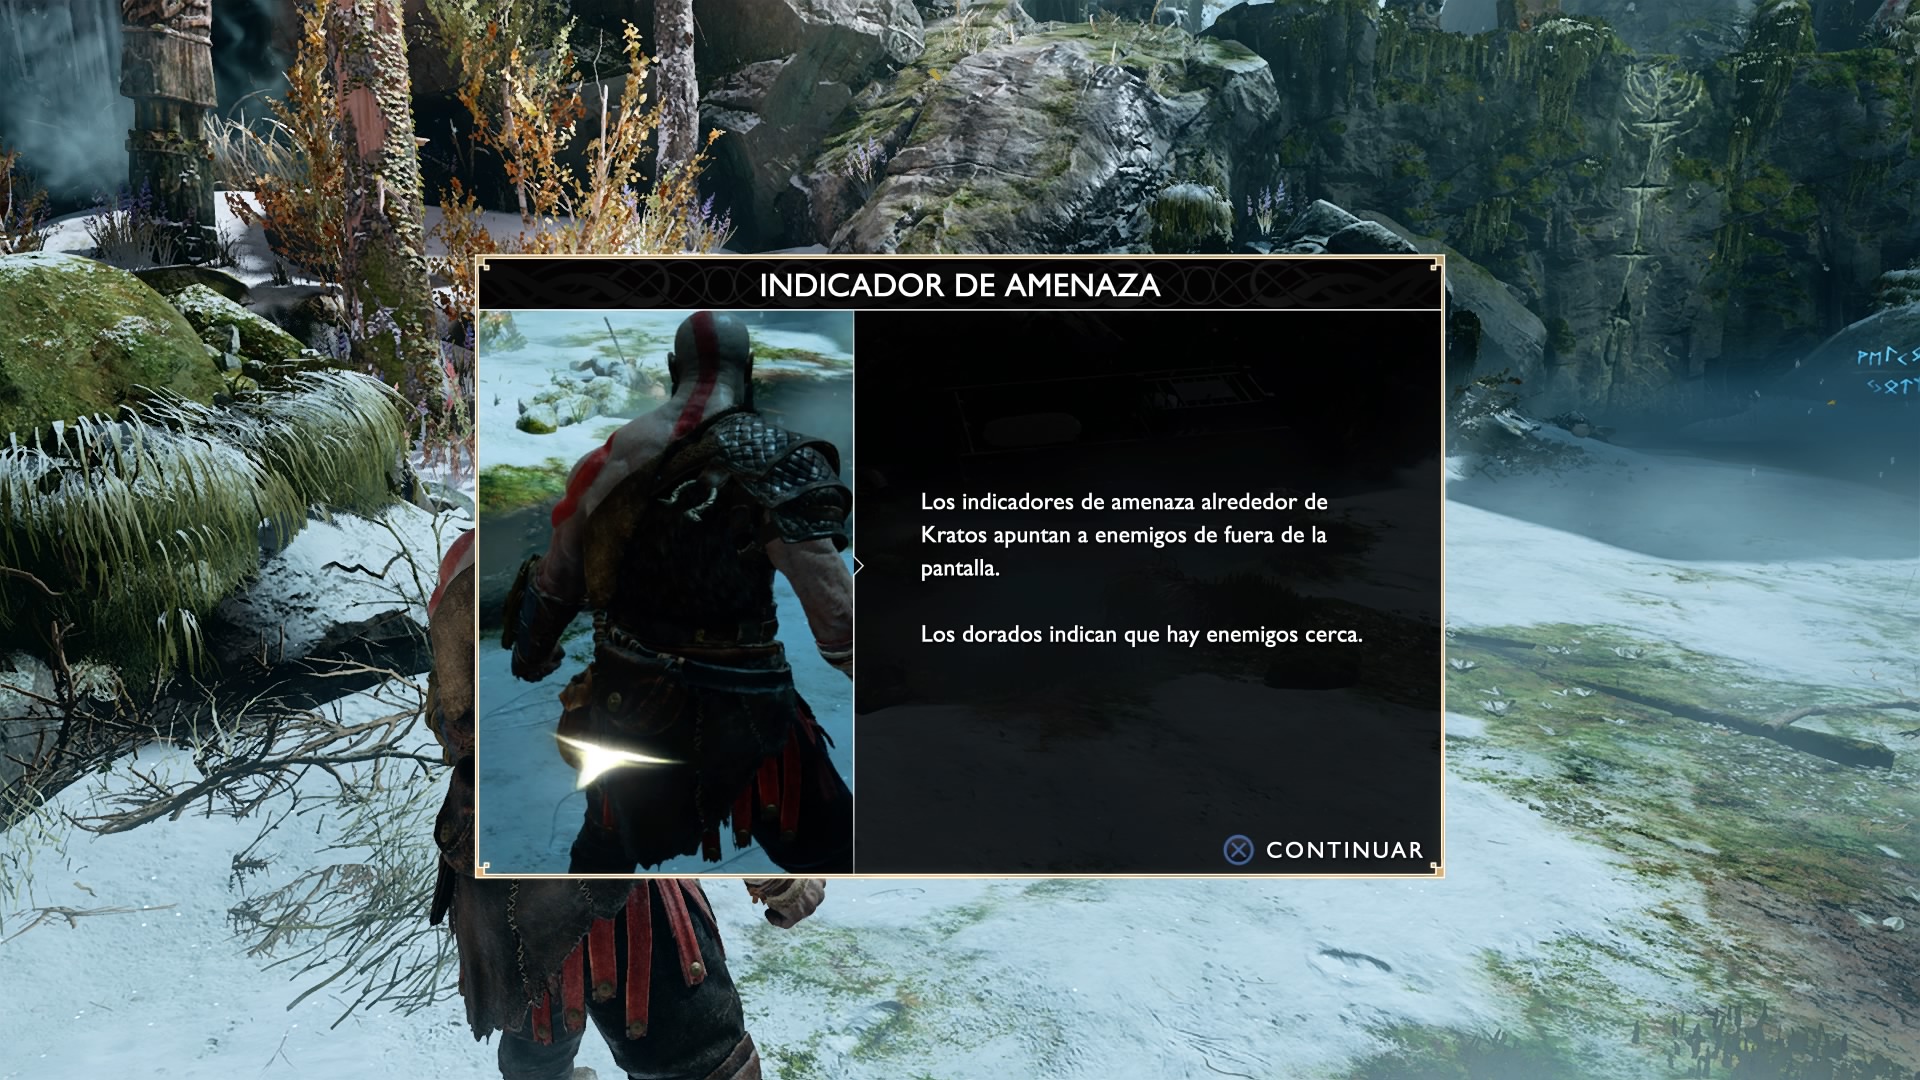 INDICADOR DE AMENAZA
Los indicadores de amenaza alrededor de
Kratos apuntan a enemigos de fuera de la
pantalla.
Los dorados indican que hay enemigos cerca.
CONTINUAR